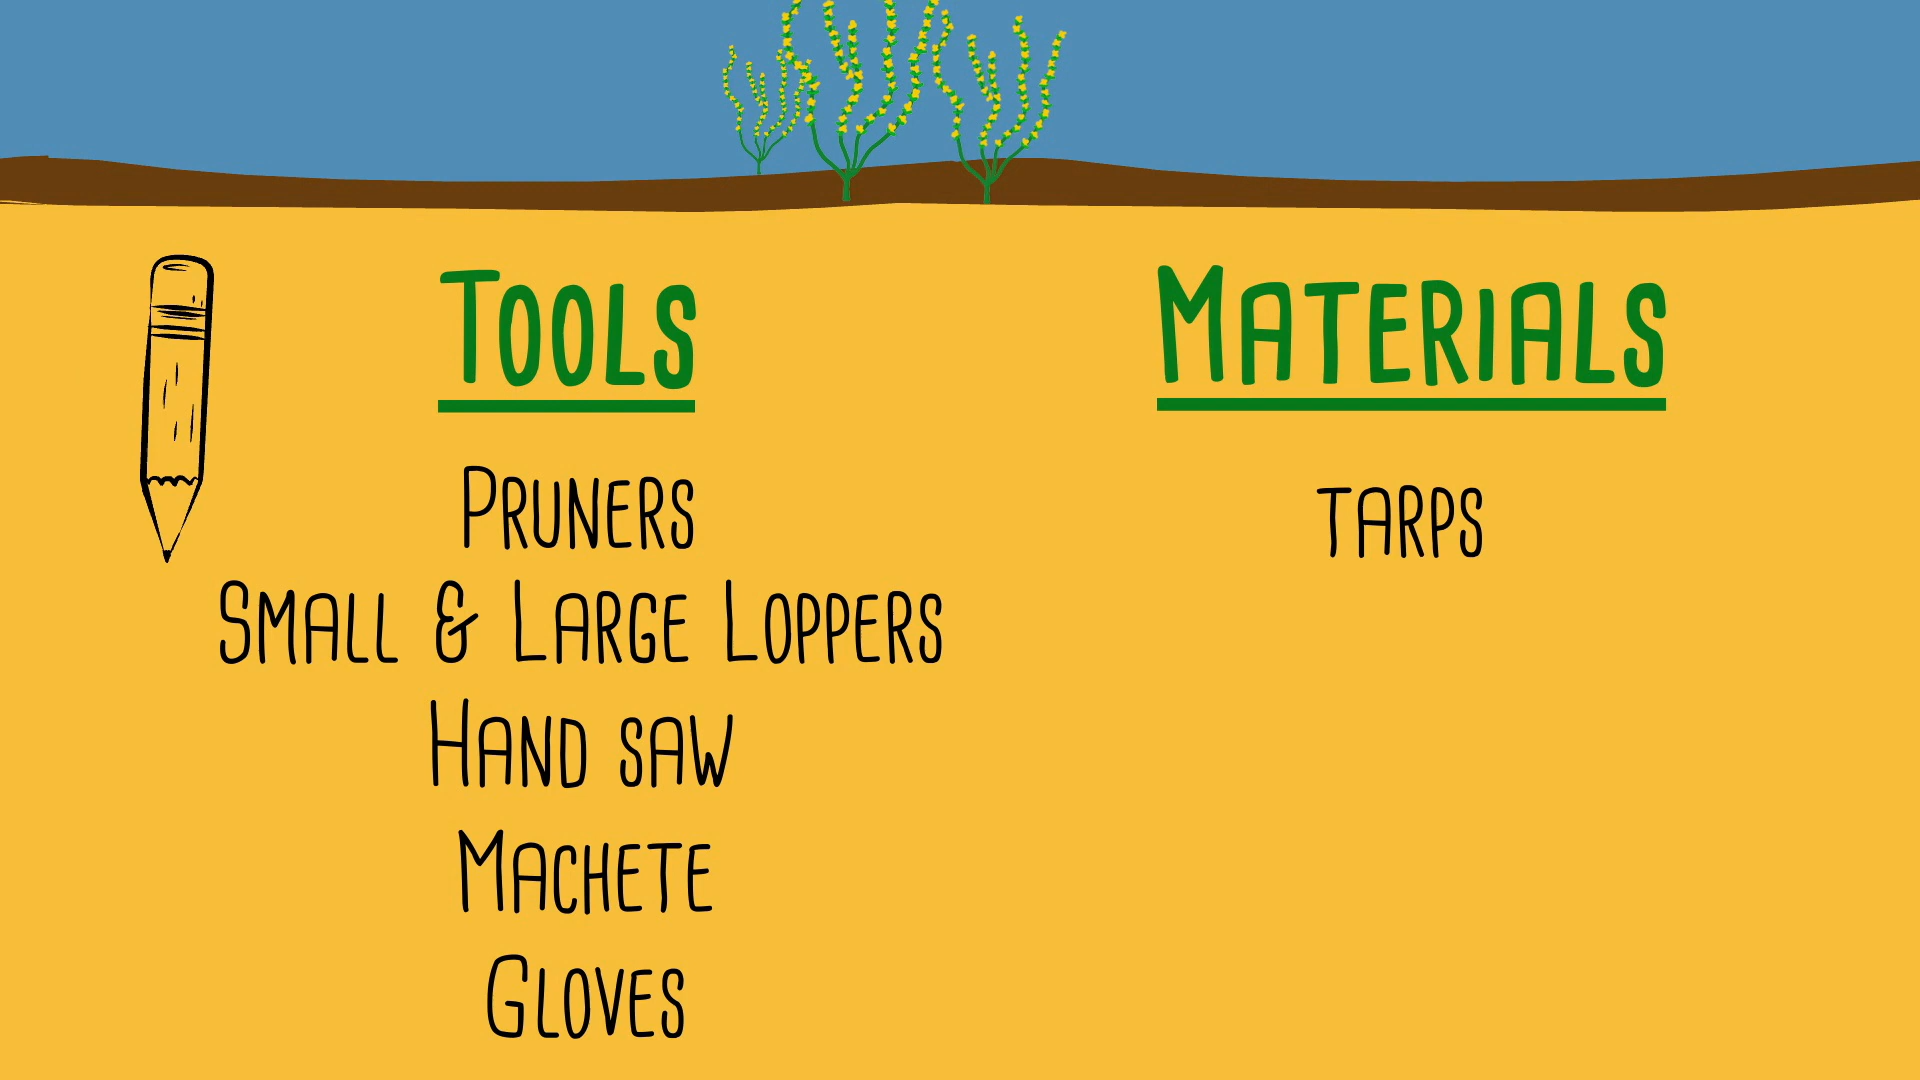 Tools
Pruners
Small & Large Loppers
Hand saw
Machete
Gloves
Materials
tarps